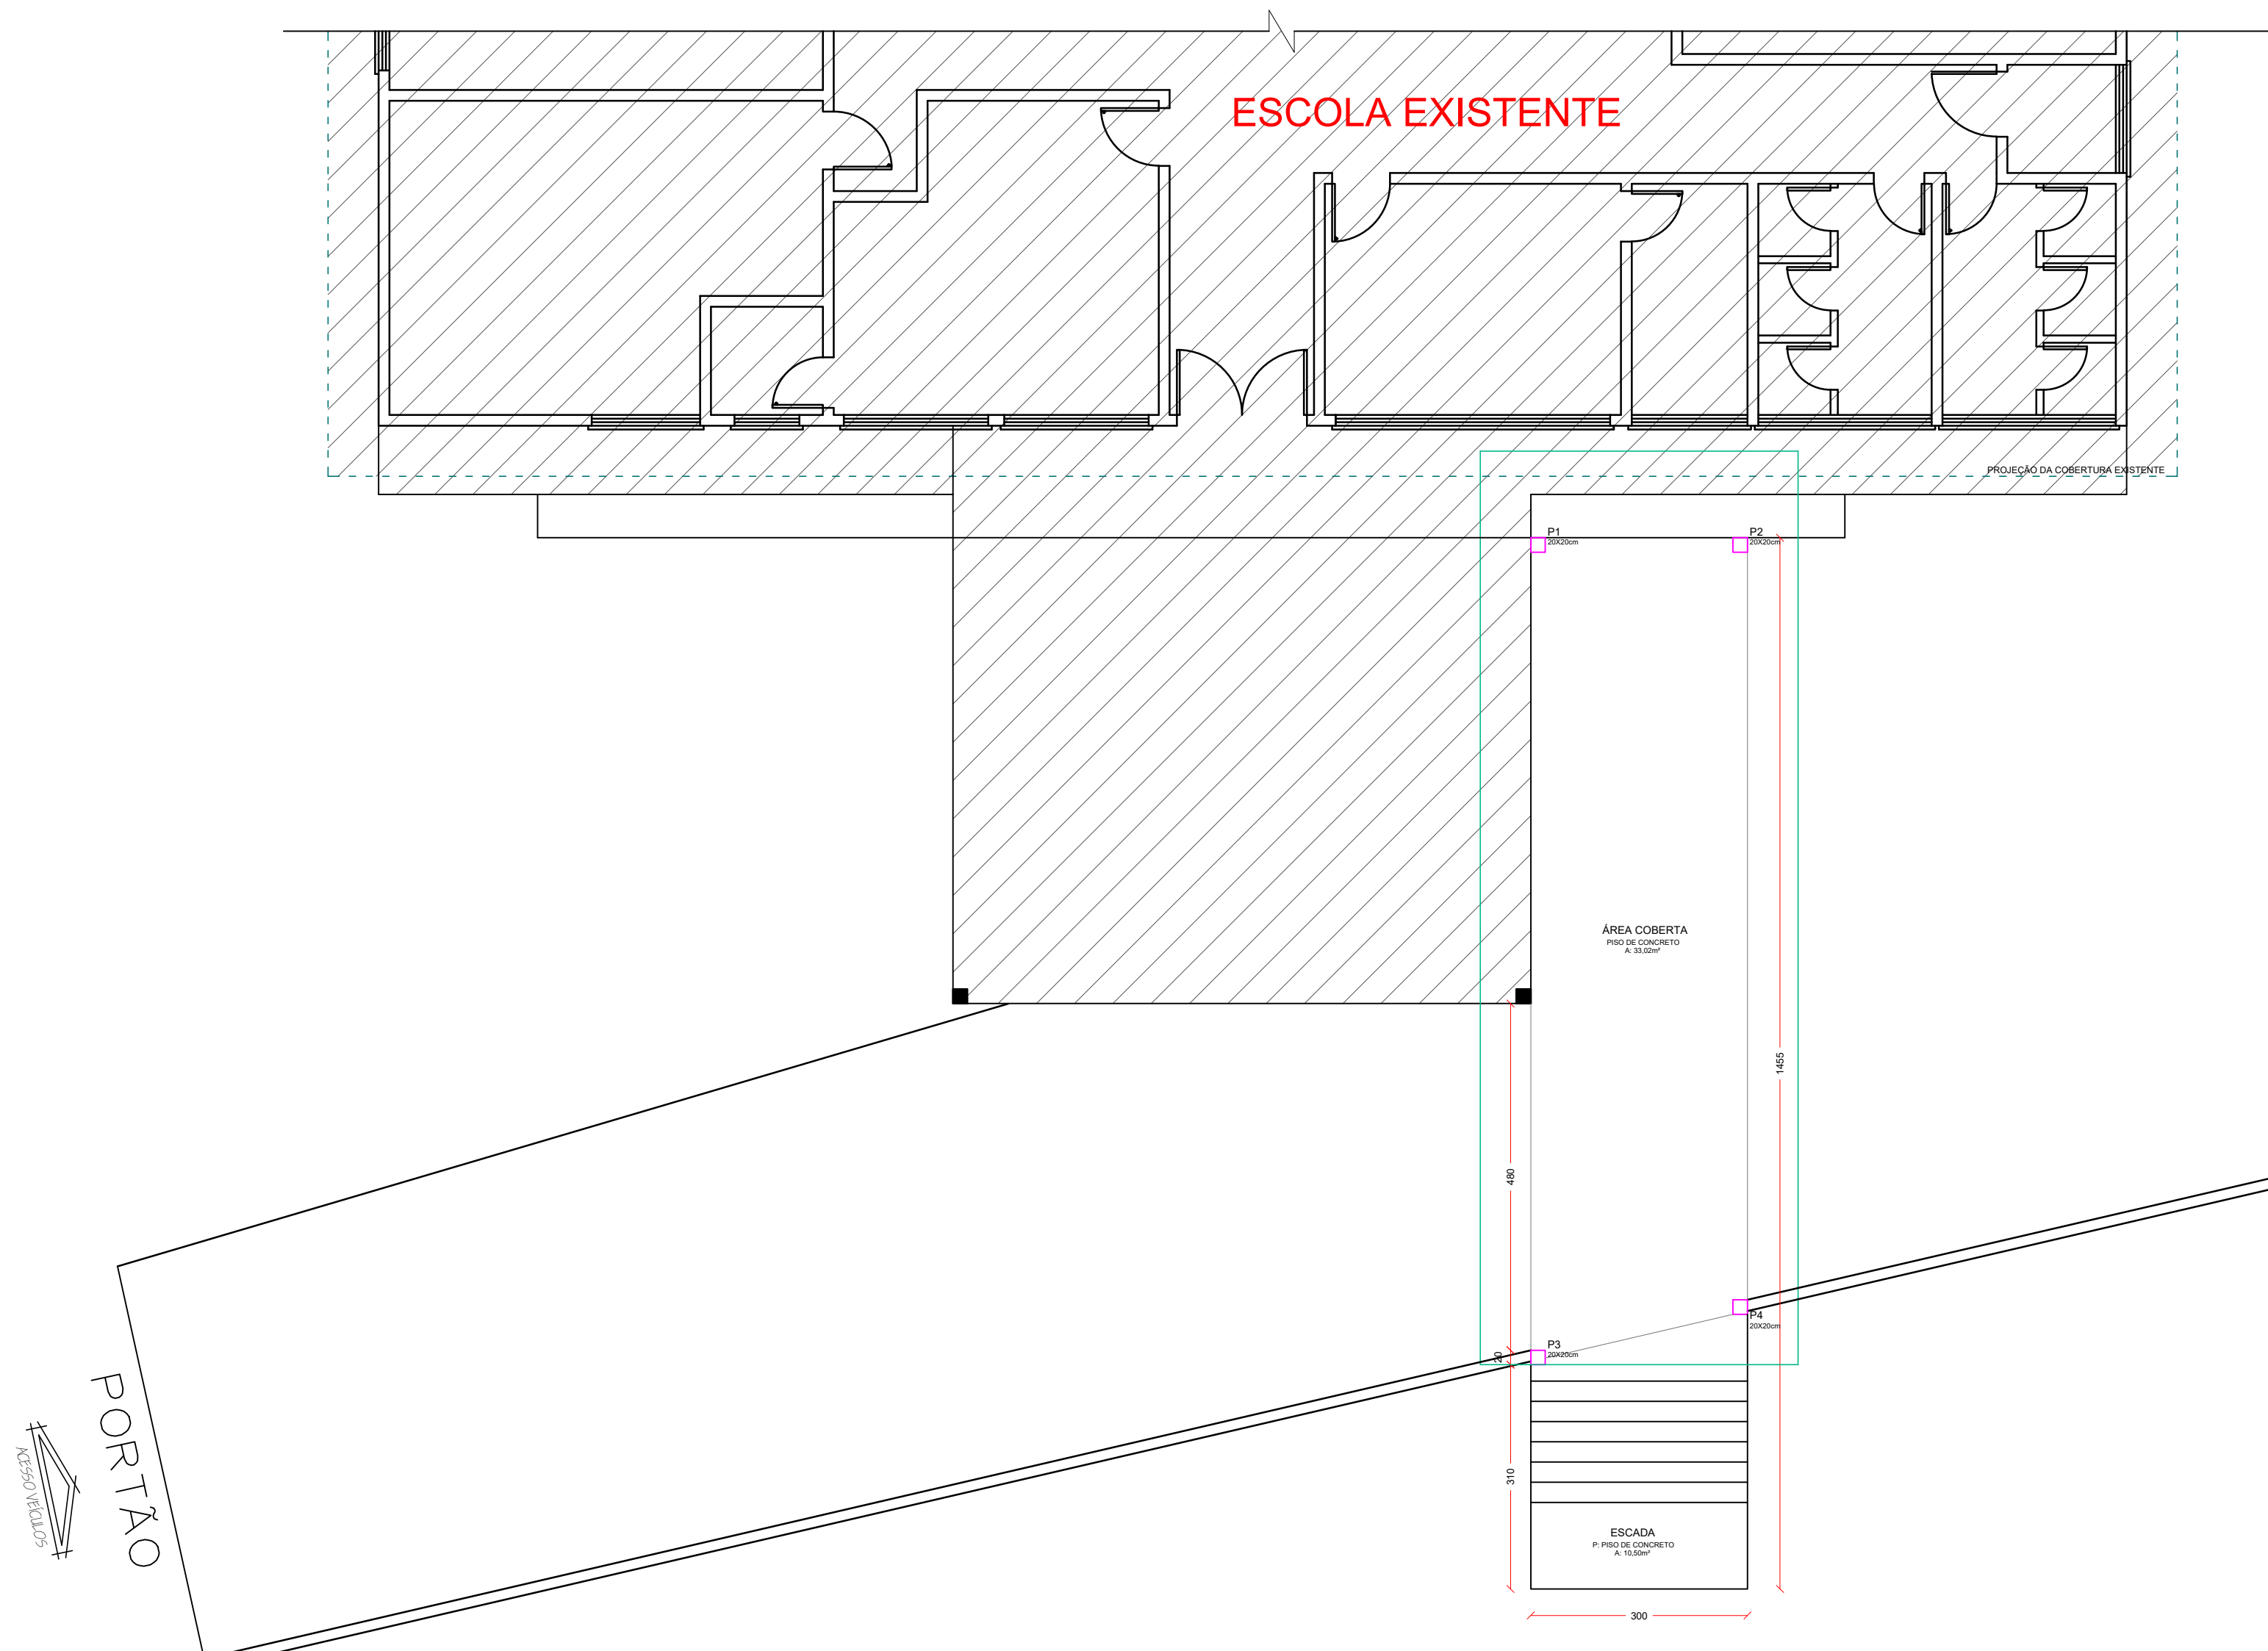 ESCOLA EXISTENTE
PROJEÇÃO DA COBERTURA EXISTENTE
P1
20X20cm
P2
20X20cm
ÁREA COBERTA
PISO DE CONCRETO
A: 33,02m²
1455
480
P4
20X20cm
P3
20X20cm
20
310
PORTÃO
ACESSO VEÍCULOS
ESCADA
P: PISO DE CONCRETO
A: 10,50m²
300